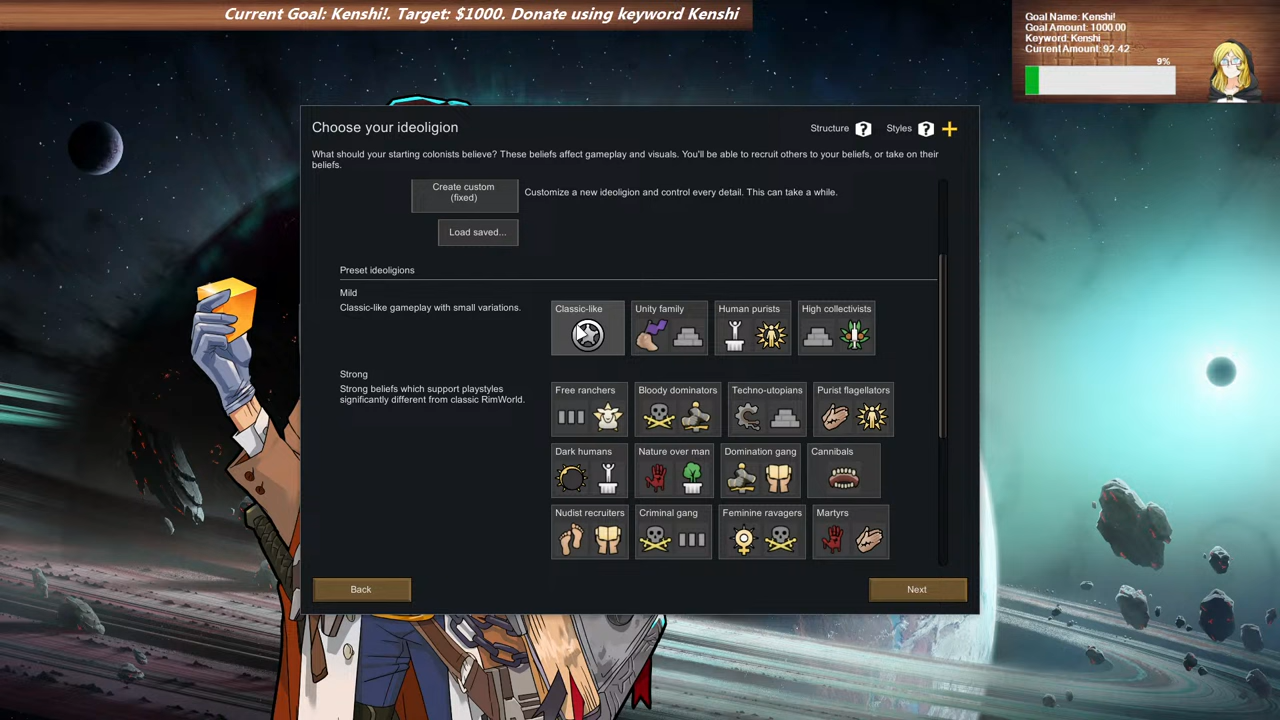 Current Goal: Kenshi!. Target: $1000. Donate using keyword Kenshi
Goal Name: Kenshi!
Goal Amount: 1000.00
Keyword: Kenshi
Current Amount: 92.42
9%
Choose your ideoligion
Structure ?
Styles ? +
What should your starting colonists believe? These beliefs affect gameplay and visuals. You'll be able to recruit others to your beliefs, or take on their
beliefs.
Create custom
(fixed)
Customize a new ideoligion and control every detail. This can take a while.
Load saved...
Preset ideoligions
Mild
Classic-like gameplay with small variations.
Classic-like
Unity family
Human purists
High collectivists
Strong
Strong beliefs which support playstyles
significantly different from classic RimWorld.
Free ranchers
Bloody dominators
Techno-utopians
Purist flagellators
Dark humans
Nature over man
Domination gang
Cannibals
Nudist recruiters
Criminal gang
Feminine ravagers
Martyrs
Back
Next